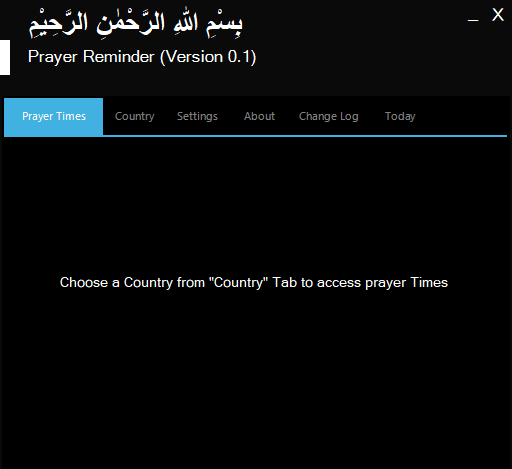 بِسْمِ اللهِ الرَّحْمٰنِ الرَّحِيْمِ
_ X
Prayer Reminder (Version 0.1)
Prayer Times Country Settings About Change Log Today
Choose a Country from "Country" Tab to access prayer Times